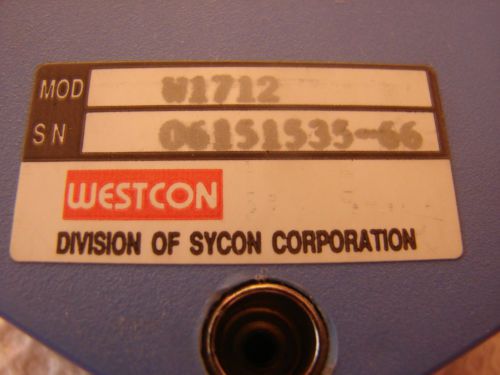 MOD W1712
SN 06151535-66
WESTCON
DIVISION OF SYCON CORPORATION